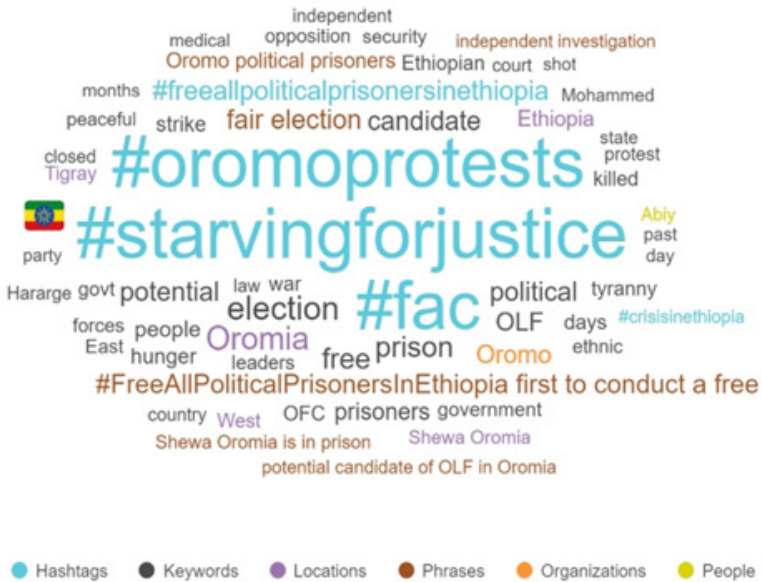 independent
medical opposition security independent investigation
Oromo political prisoners Ethiopian court shot
months #freeallpoliticalprisonersinethiopia Mohammed
peaceful strike fair election candidate Ethiopia
closed #oromoprotests state
protest
Tigray killed
#starvingforjustice Abiy
party past
day
Hararge govt potential law war #fac political tyranny
election OLF days #crisisinethiopia
forces people Oromia
East hunger leaders free prison Oromo ethnic
#FreeAllPoliticalPrisonersInEthiopia first to conduct a free
country West OFC prisoners government
Shewa Oromia is in prison Shewa Oromia
potential candidate of OLF in Oromia
Hashtags Keywords Locations Phrases Organizations People